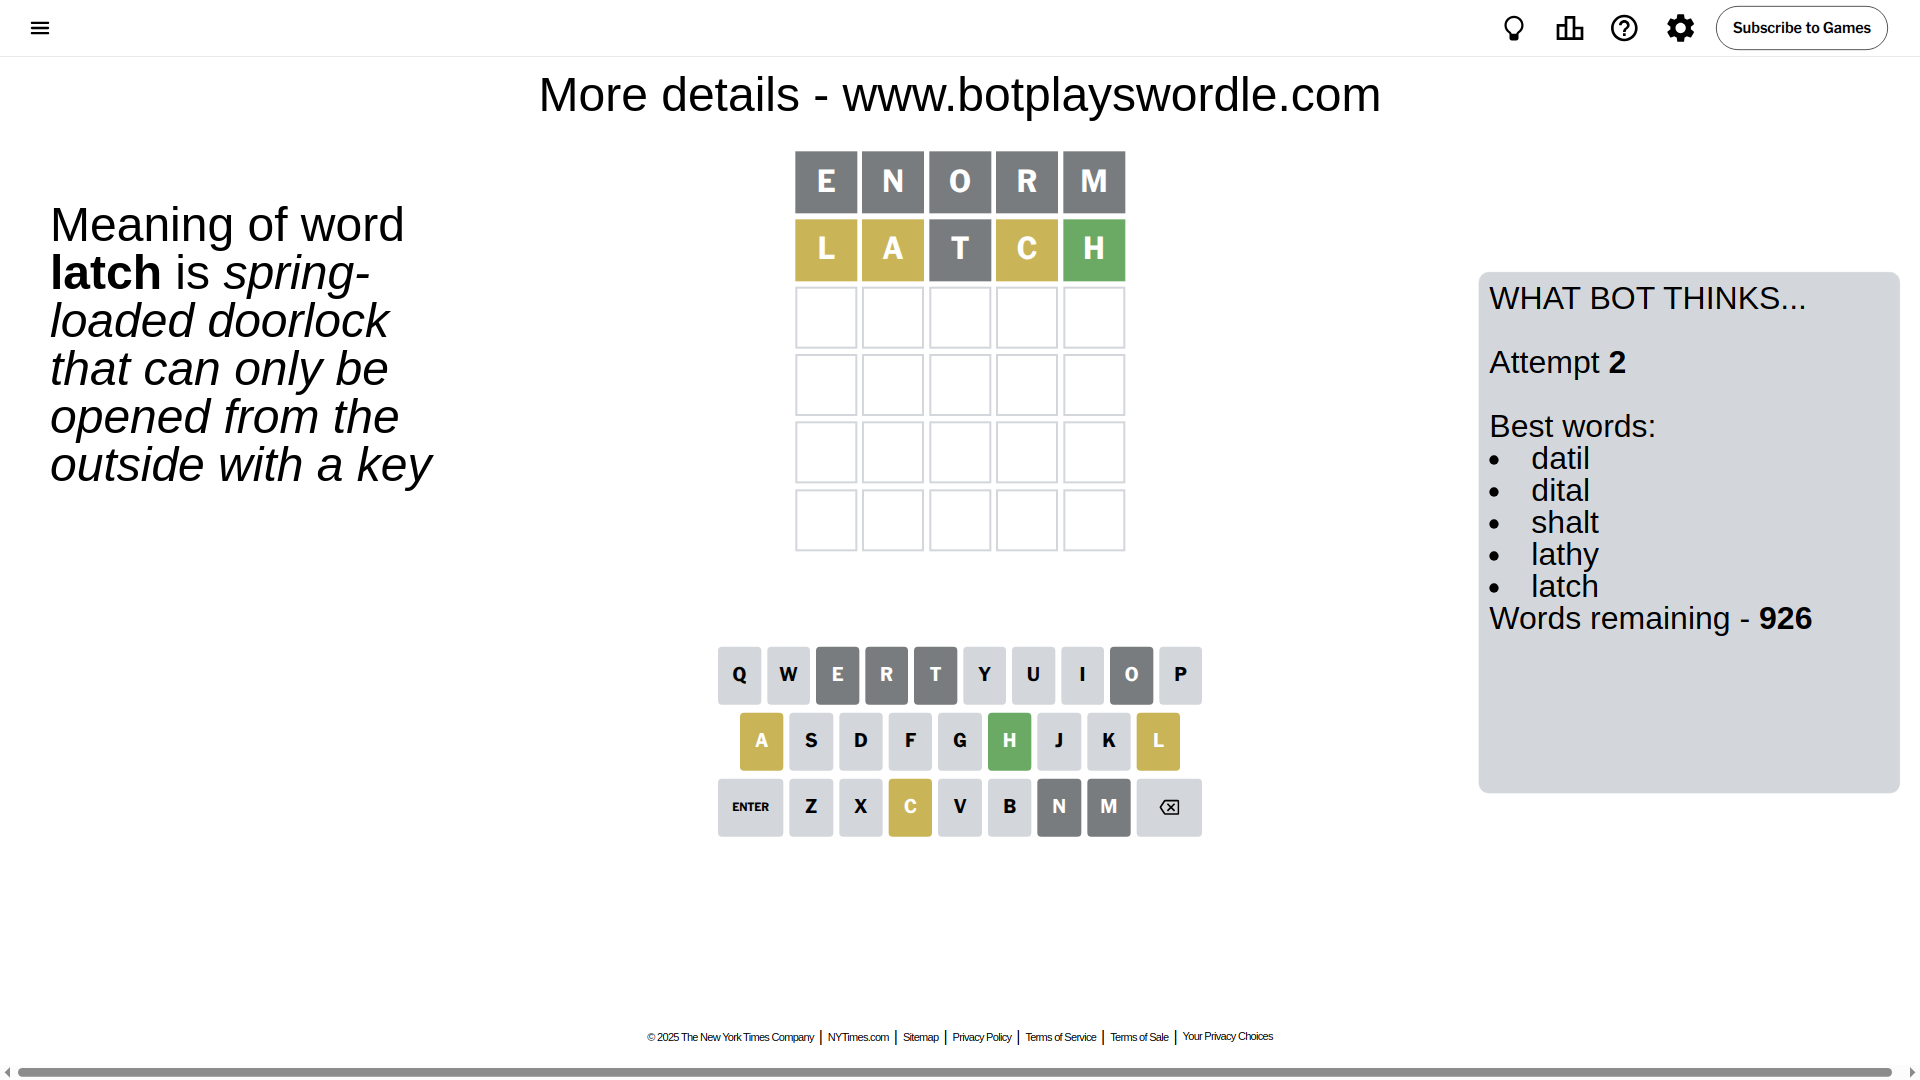 Subscribe to Games
More details - www.botplayswordle.com
E N O R M
L A T C H
Meaning of word
latch is spring-
loaded doorlock
that can only be
opened from the
outside with a key
WHAT BOT THINKS...
Attempt 2
Best words:
• datil
• dital
• shalt
• lathy
• latch
Words remaining - 926
Q W E R T Y U I O P
A S D F G H J K L
ENTER Z X C V B N M
© 2025 The New York Times Company | NYTimes.com | Sitemap | Privacy Policy | Terms of Service | Terms of Sale | Your Privacy Choices